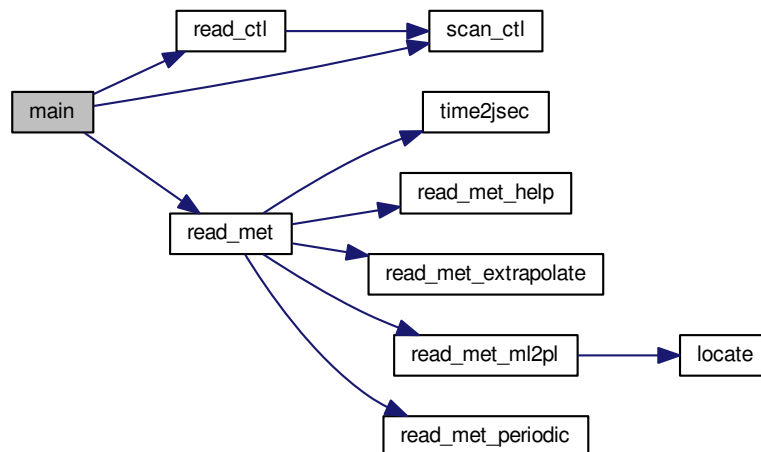 read_ctl
scan_ctl
main
time2jsec
read_met_help
read_met
read_met_extrapolate
read_met_ml2pl
locate
read_met_periodic